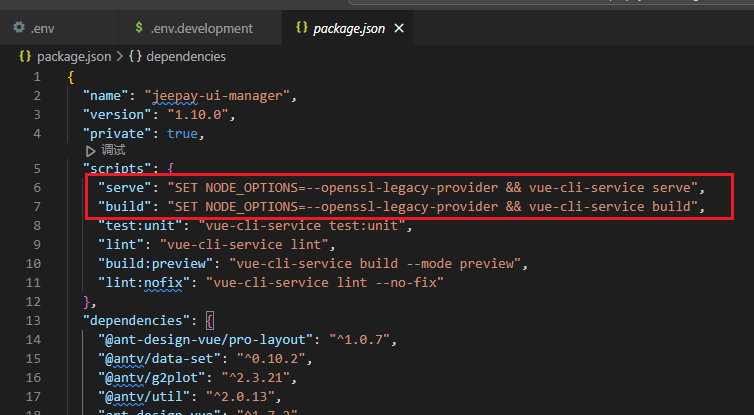 .env $ .env.development {} package.json ×
{} package.json > {} dependencies
1 {
2 "name": "jeepay-ui-manager",
3 "version": "1.10.0",
4 "private": true,
▷ 调试
5 "scripts": {
6 "serve": "SET NODE_OPTIONS=--openssl-legacy-provider && vue-cli-service serve",
7 "build": "SET NODE_OPTIONS=--openssl-legacy-provider && vue-cli-service build",
8 "test:unit": "vue-cli-service test:unit",
9 "lint": "vue-cli-service lint",
10 "build:preview": "vue-cli-service build --mode preview",
11 "lint:nofix": "vue-cli-service lint --no-fix"
12 },
13 "dependencies": {
14 "@ant-design-vue/pro-layout": "^1.0.7",
15 "@antv/data-set": "^0.10.2",
16 "@antv/g2plot": "^2.3.21",
17 "@antv/util": "^2.0.13",